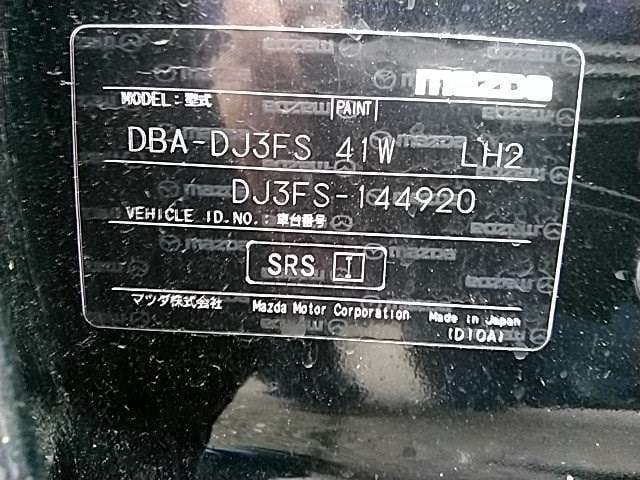 mazda
MODEL: 型式 PAINT
DBA-DJ3FS 41W LH2
DJ3FS-144920
VEHICLE ID.NO.: 車台番号
SRS I
マツダ株式会社 Mazda Motor Corporation Made in Japan
(D10A)